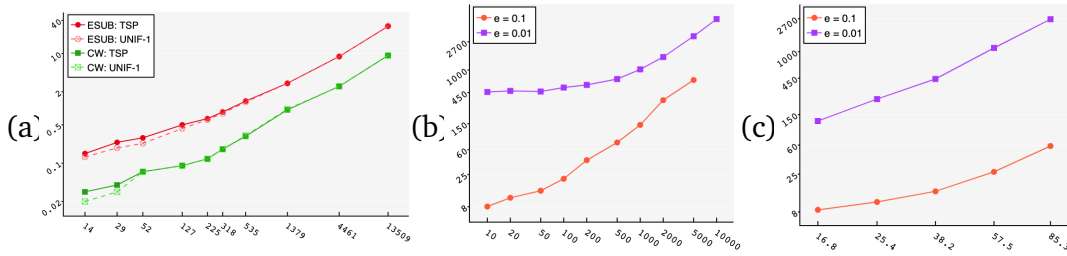 (a)
40
10
2
0.5
0.1
0.02
ESUB: TSP
ESUB: UNIF-1
CW: TSP
CW: UNIF-1
14 29 52 127 225 318 535 1379 4461 13509
(b)
2700
1000
450
150
60
25
8
e = 0.1
e = 0.01
10 20 50 100 200 500 1000 2000 5000 10000
(c)
2700
1000
450
150
60
25
8
e = 0.1
e = 0.01
16.8 25.4 38.2 57.5 85.3